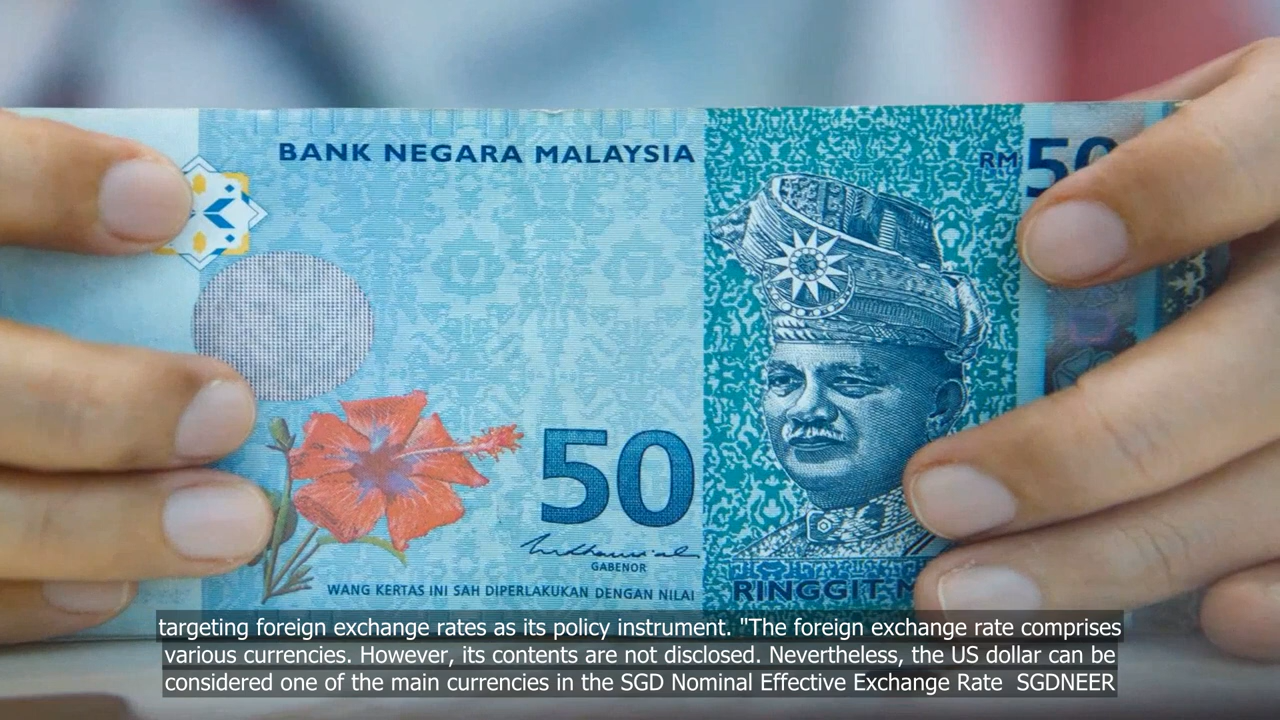 BANK NEGARA MALAYSIA
RM50
50
GABENOR
WANG KERTAS INI SAH DIPERLAKUKAN DENGAN NILAI
RINGGIT M
targeting foreign exchange rates as its policy instrument. "The foreign exchange rate comprises
various currencies. However, its contents are not disclosed. Nevertheless, the US dollar can be
considered one of the main currencies in the SGD Nominal Effective Exchange Rate  SGDNEER